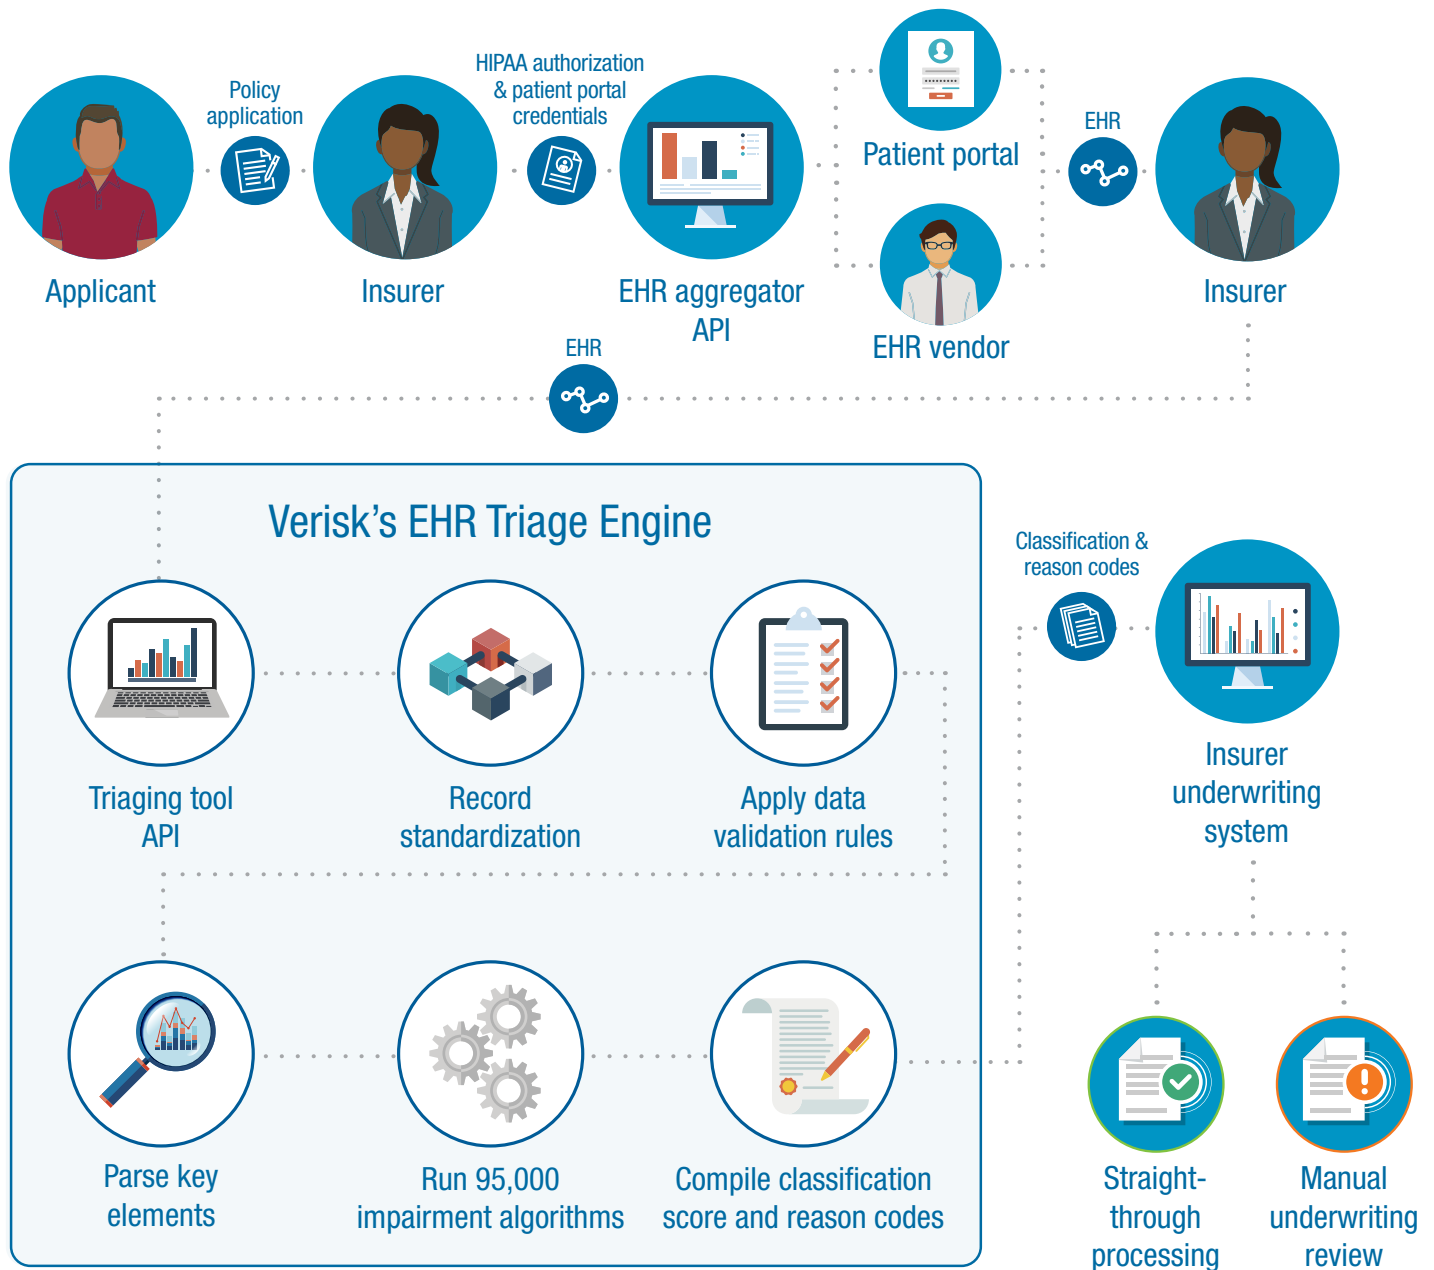 Policy
application
HIPAA authorization
& patient portal
credentials
Patient portal
EHR
Applicant
Insurer
EHR aggregator
API
EHR vendor
Insurer
EHR
Verisk's EHR Triage Engine
Triaging tool
API
Record
standardization
Apply data
validation rules
Parse key
elements
Run 95,000
impairment algorithms
Compile classification
score and reason codes
Classification &
reason codes
Insurer
underwriting
system
Straight-
through
processing
Manual
underwriting
review